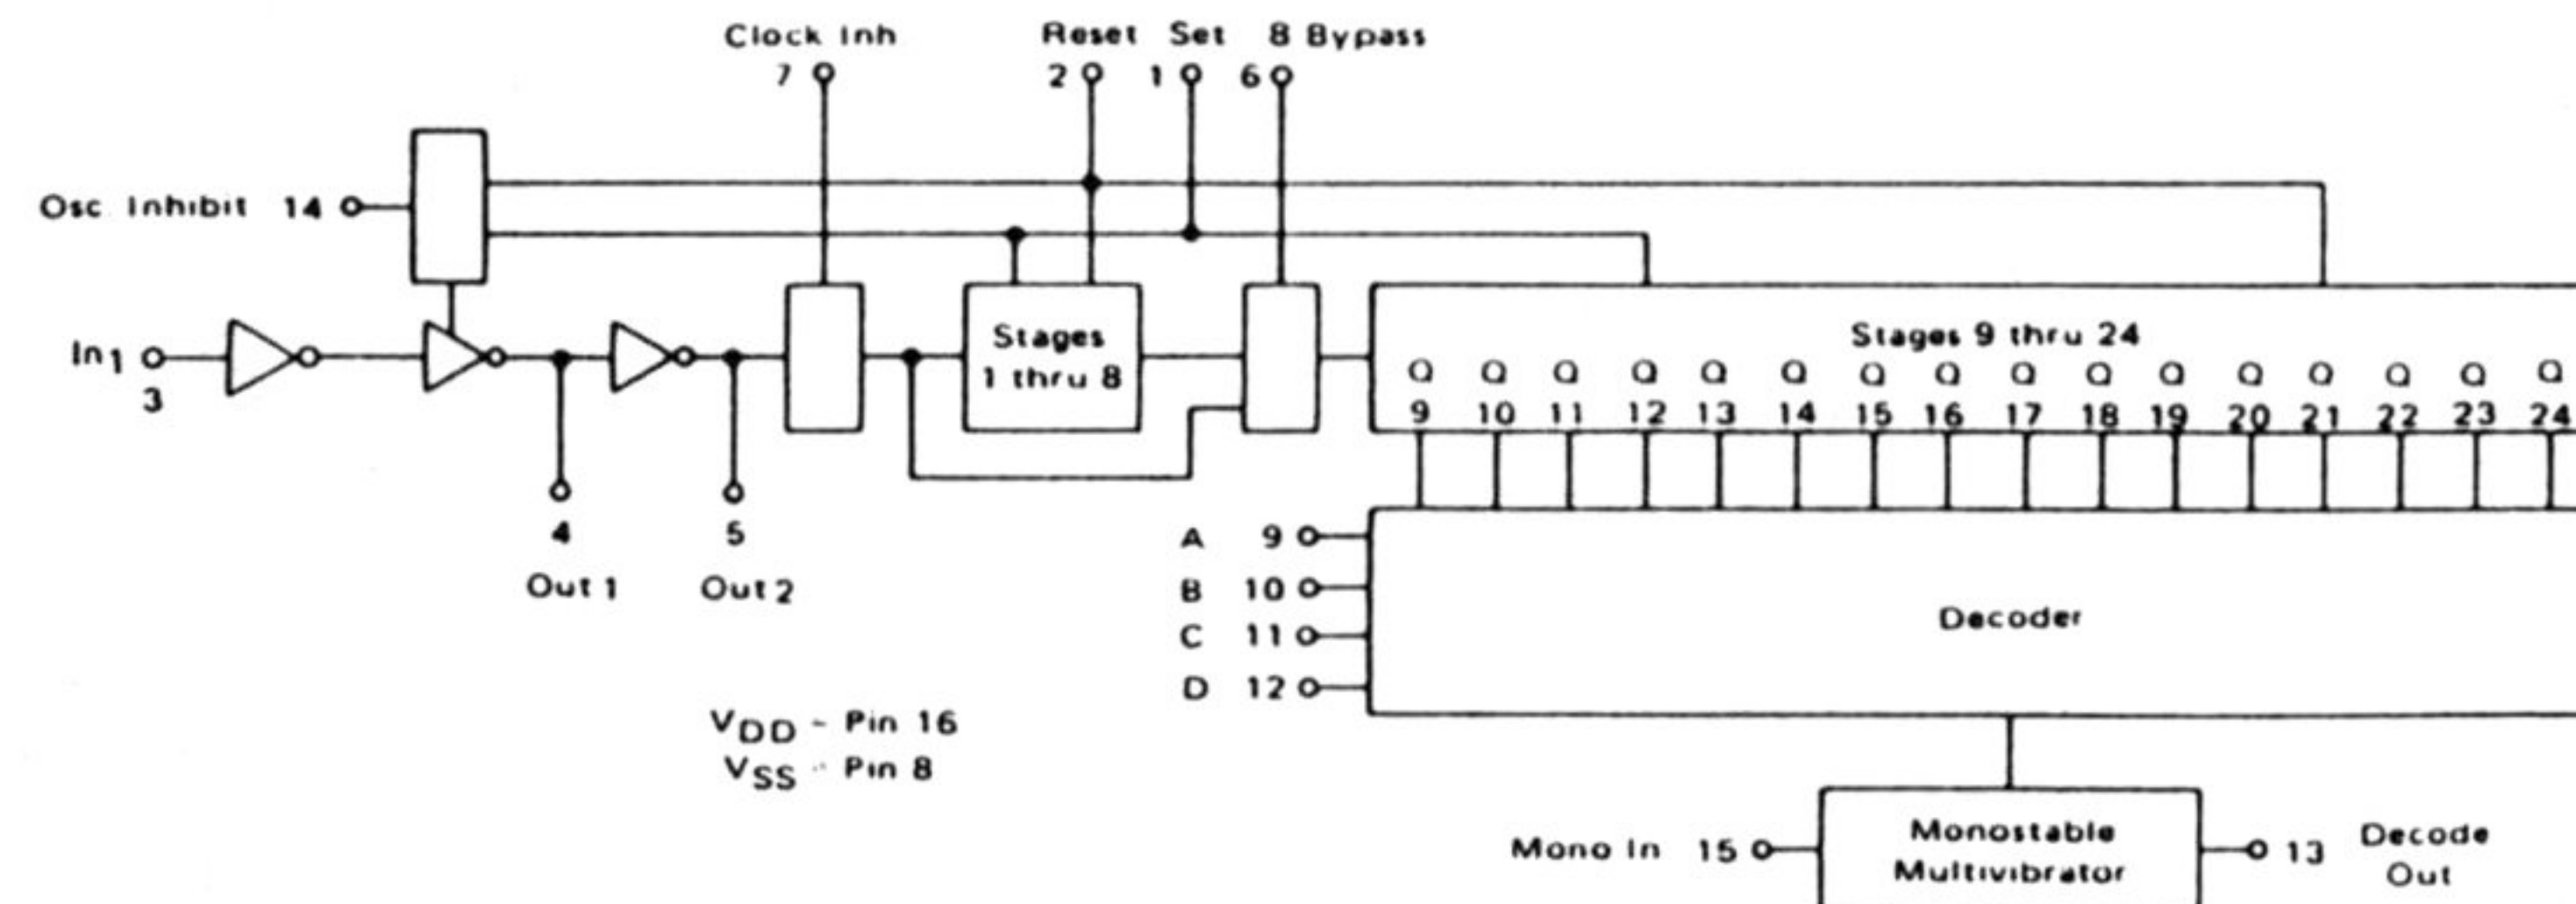 Clock Inh
Reset Set 8 Bypass
7 2 1 6
Osc Inhibit 14
In1
3
Stages
1 thru 8
Stages 9 thru 24
Q Q Q Q Q Q Q Q Q Q Q Q Q Q Q Q
9 10 11 12 13 14 15 16 17 18 19 20 21 22 23 24
4
Out 1
5
Out 2
A 9
B 10
C 11
D 12
Decoder
VDD - Pin 16
VSS - Pin 8
Mono In 15
Monostable
Multivibrator
13 Decode
Out